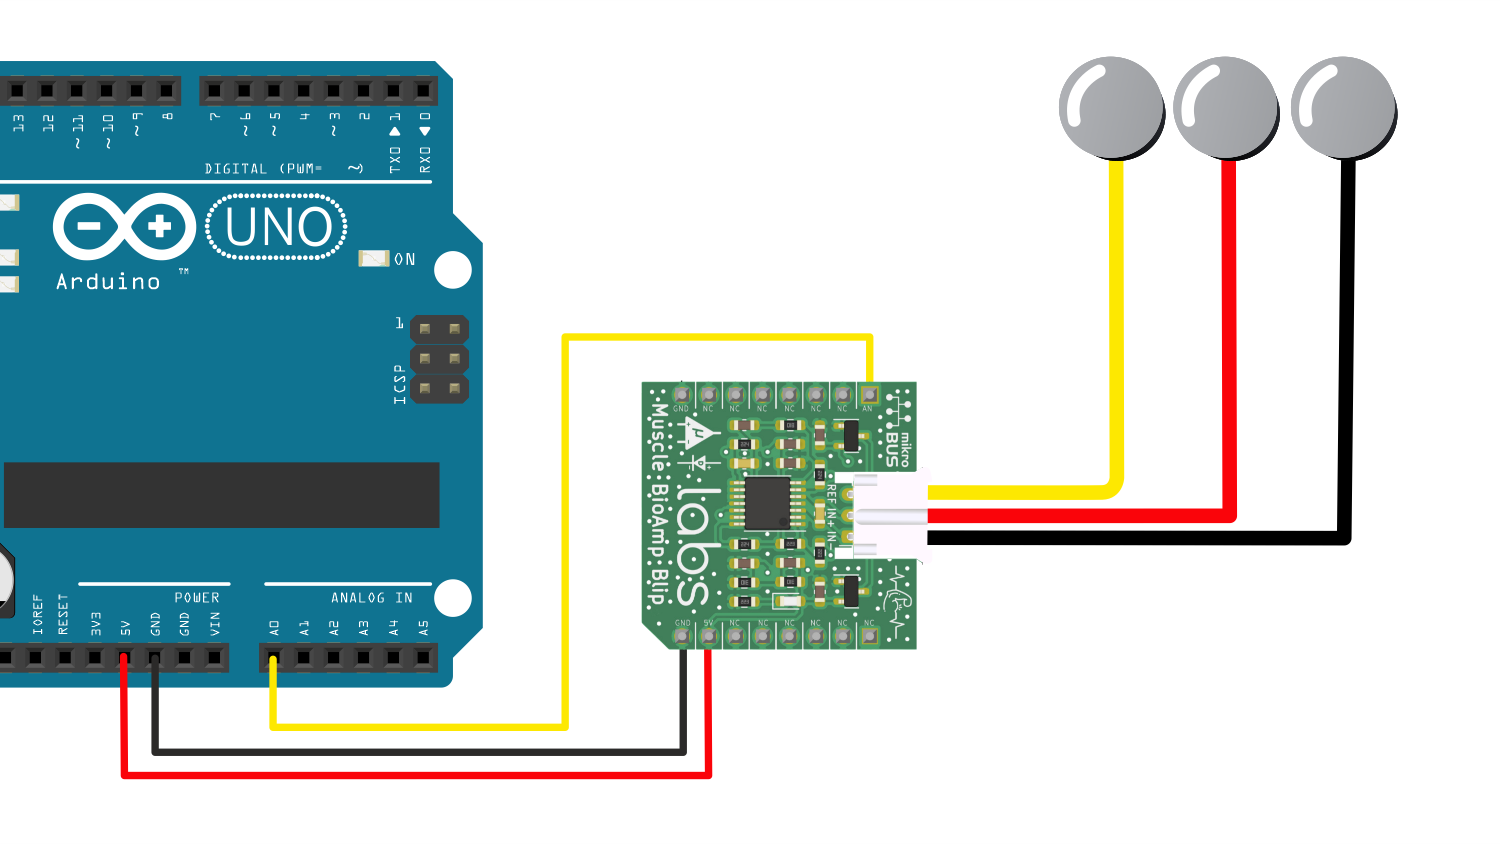 13
12
~11
~10
~9
8
7
~6
~5
4
~3
2
TX0 ▶ 1
RX0 ◀ 0
DIGITAL (PWM= ~)
UNO
Arduino ™
ON
1
ICSP
POWER
ANALOG IN
IOREF
RESET
3V3
5V
GND
GND
VIN
A0
A1
A2
A3
A4
A5
GND NC NC NC NC NC NC AN
Muscle BioAmp Blip
µ
labs
mikro
BUS
REF IN+ IN-
GND 5V NC NC NC NC NC NC